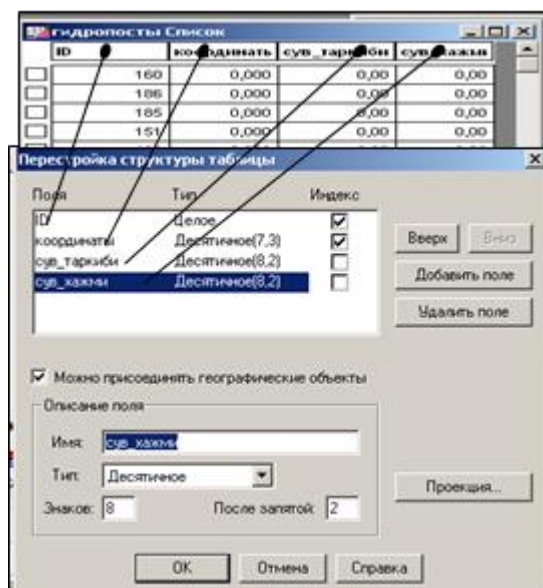 гидропосты Список
ID координать сув_таркиби сув_хажми
160 0,000 0,00 0,00
186 0,000 0,00 0,00
185 0,000 0,00 0,00
151 0,000 0,00 0,00
Перестройка структуры таблицы
Поля Тип Индекс
ID Целое
координаты Десятичное(7,3)
сув_таркиби Десятичное(8,2)
сув_хажми Десятичное(8,2)
Вверх Вниз
Добавить поле
Удалить поле
Можно присоединять географические объекты
Описание поля
Имя: сув_хажми
Тип: Десятичное
Знаков: 8 После запятой: 2
Проекция...
OK Отмена Справка